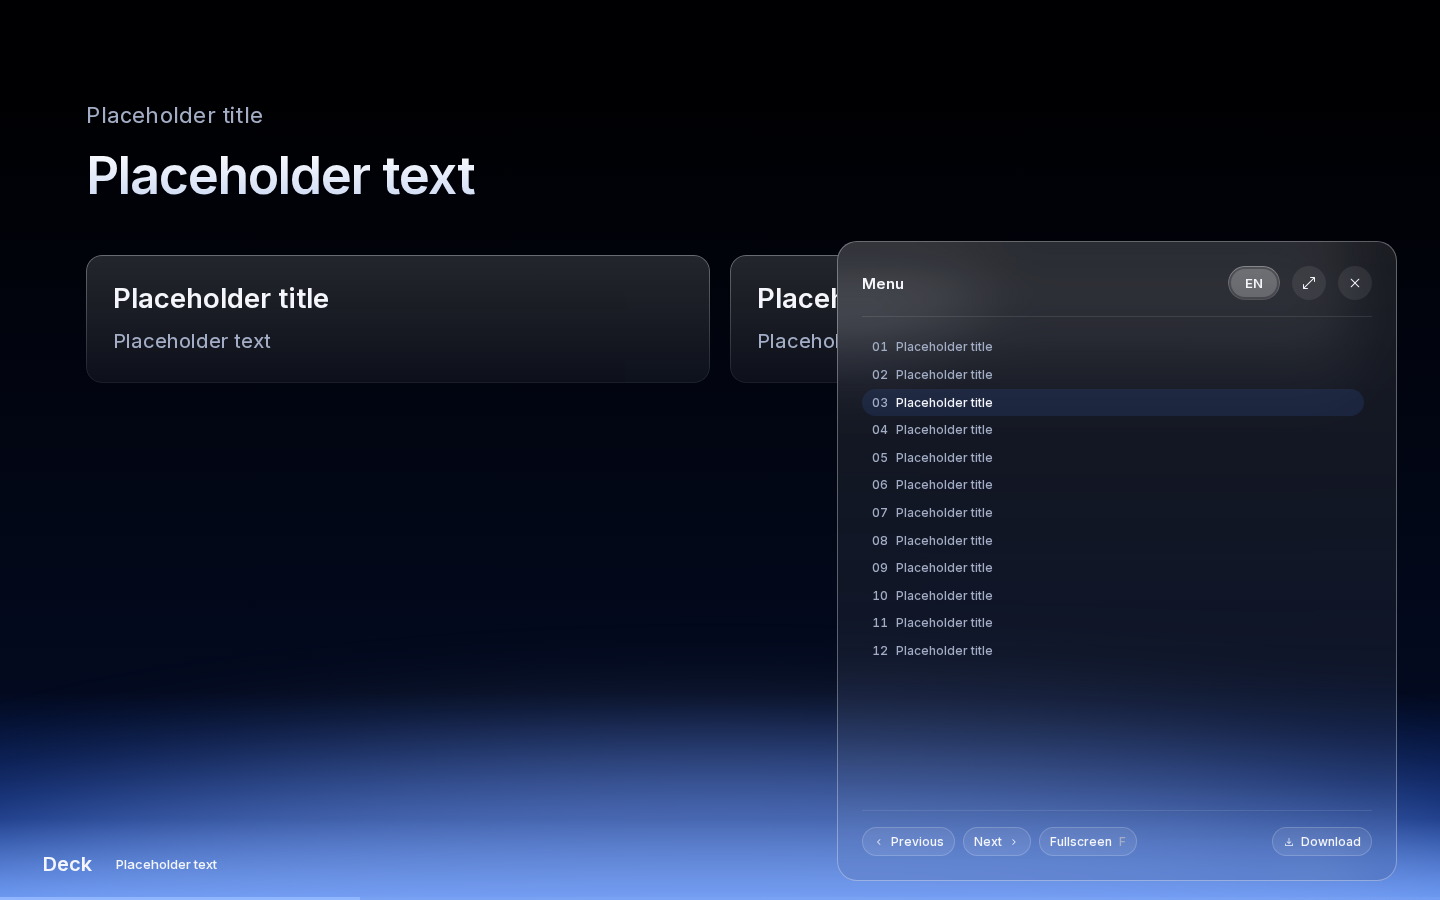 Placeholder title
Placeholder text
Placeholder title
Placeholder text
Placeh
Placehol
Menu
EN
01 Placeholder title
02 Placeholder title
03 Placeholder title
04 Placeholder title
05 Placeholder title
06 Placeholder title
07 Placeholder title
08 Placeholder title
09 Placeholder title
10 Placeholder title
11 Placeholder title
12 Placeholder title
Previous Next Fullscreen F Download
Deck Placeholder text